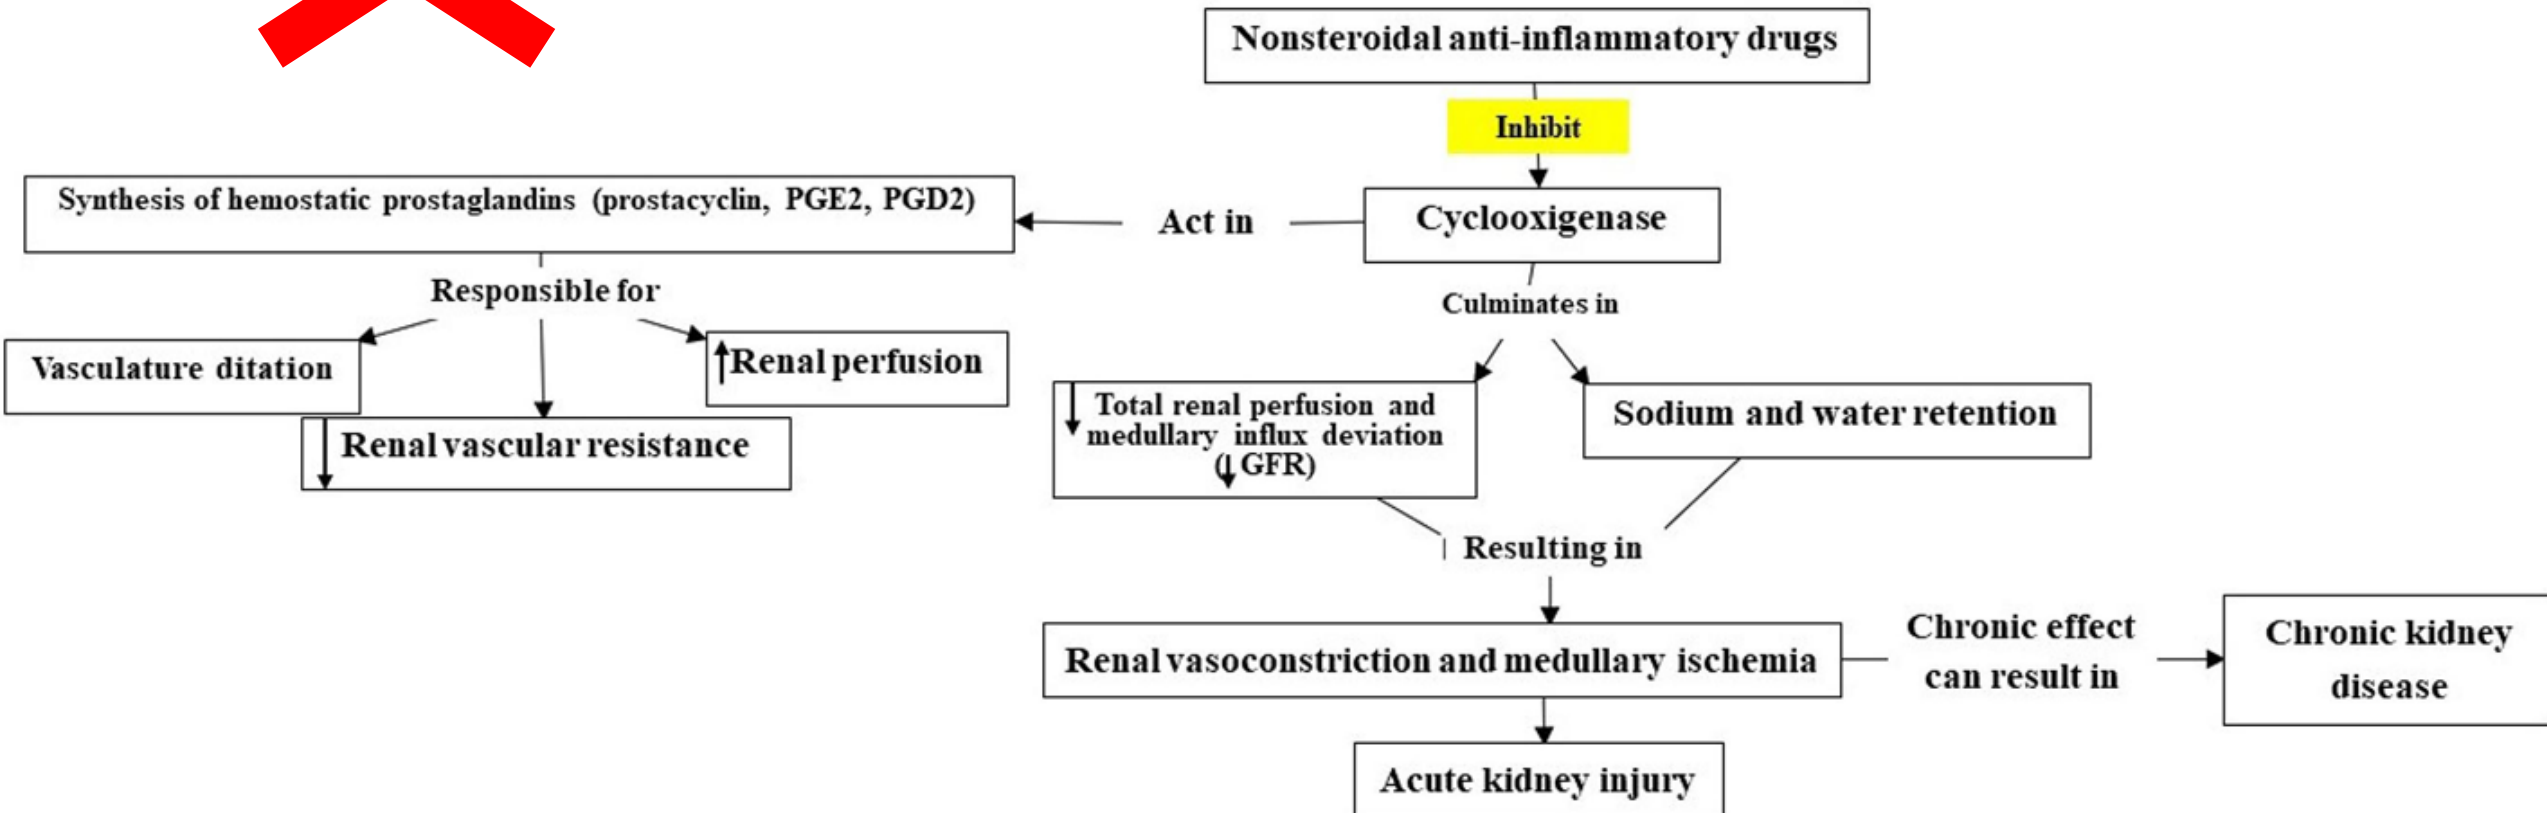 Nonsteroidal anti-inflammatory drugs
Inhibit
Synthesis of hemostatic prostaglandins (prostacyclin, PGE2, PGD2)
Act in
Cyclooxigenase
Responsible for
Culminates in
Vasculature ditation
↑Renal perfusion
↓ Renal vascular resistance
↓ Total renal perfusion and
medullary influx deviation
(↓ GFR)
Sodium and water retention
Resulting in
Renal vasoconstriction and medullary ischemia
Chronic effect
can result in
Chronic kidney
disease
Acute kidney injury